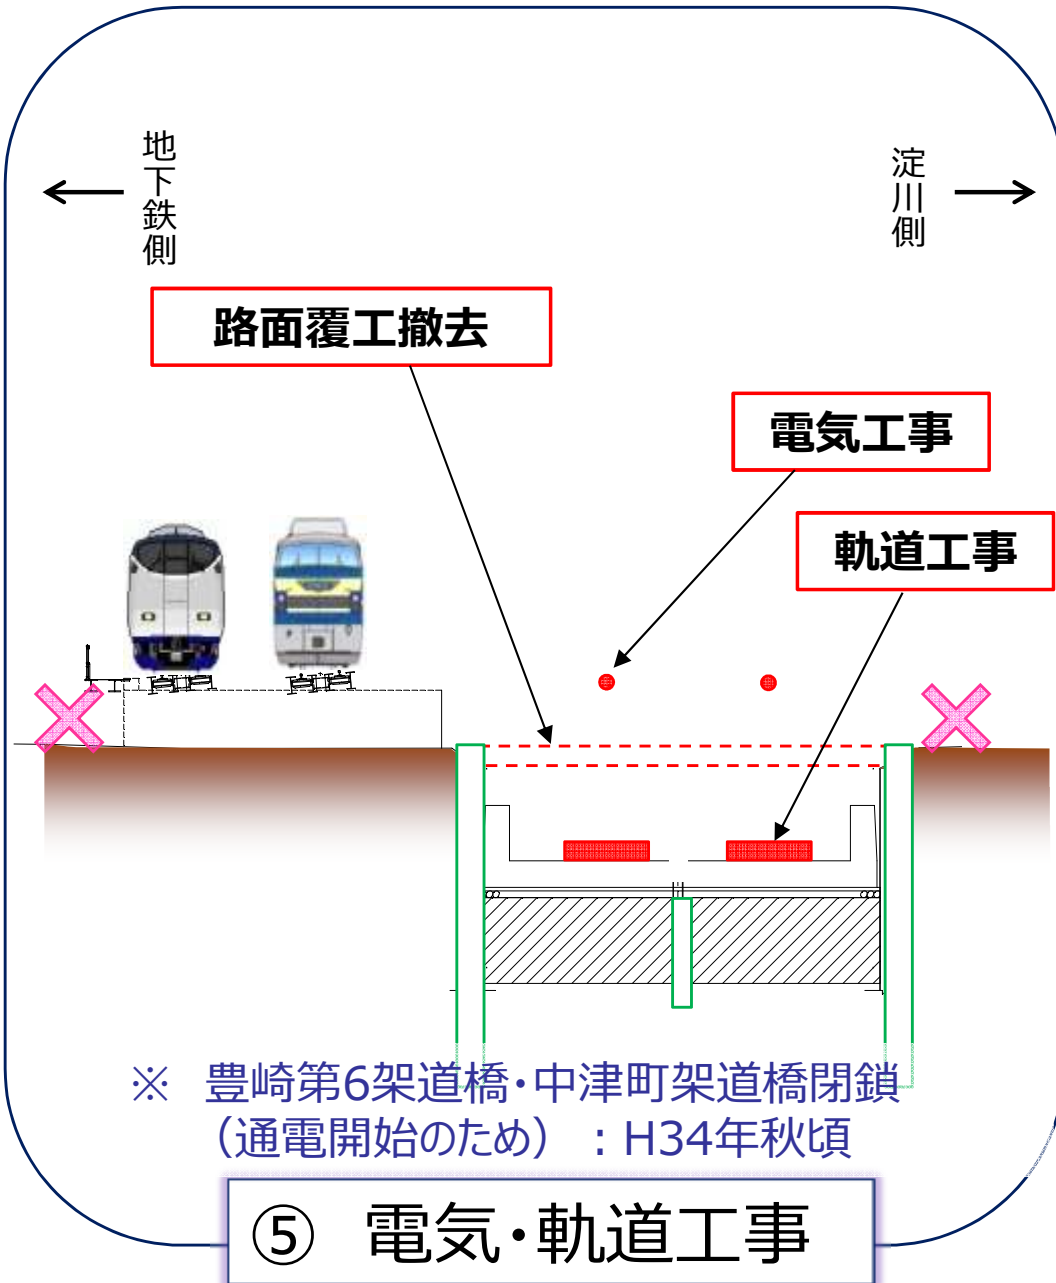 地下鉄側
淀川側
路面覆工撤去
電気工事
軌道工事
※ 豊崎第6架道橋・中津町架道橋閉鎖
（通電開始のため）：H34年秋頃
⑤ 電気・軌道工事